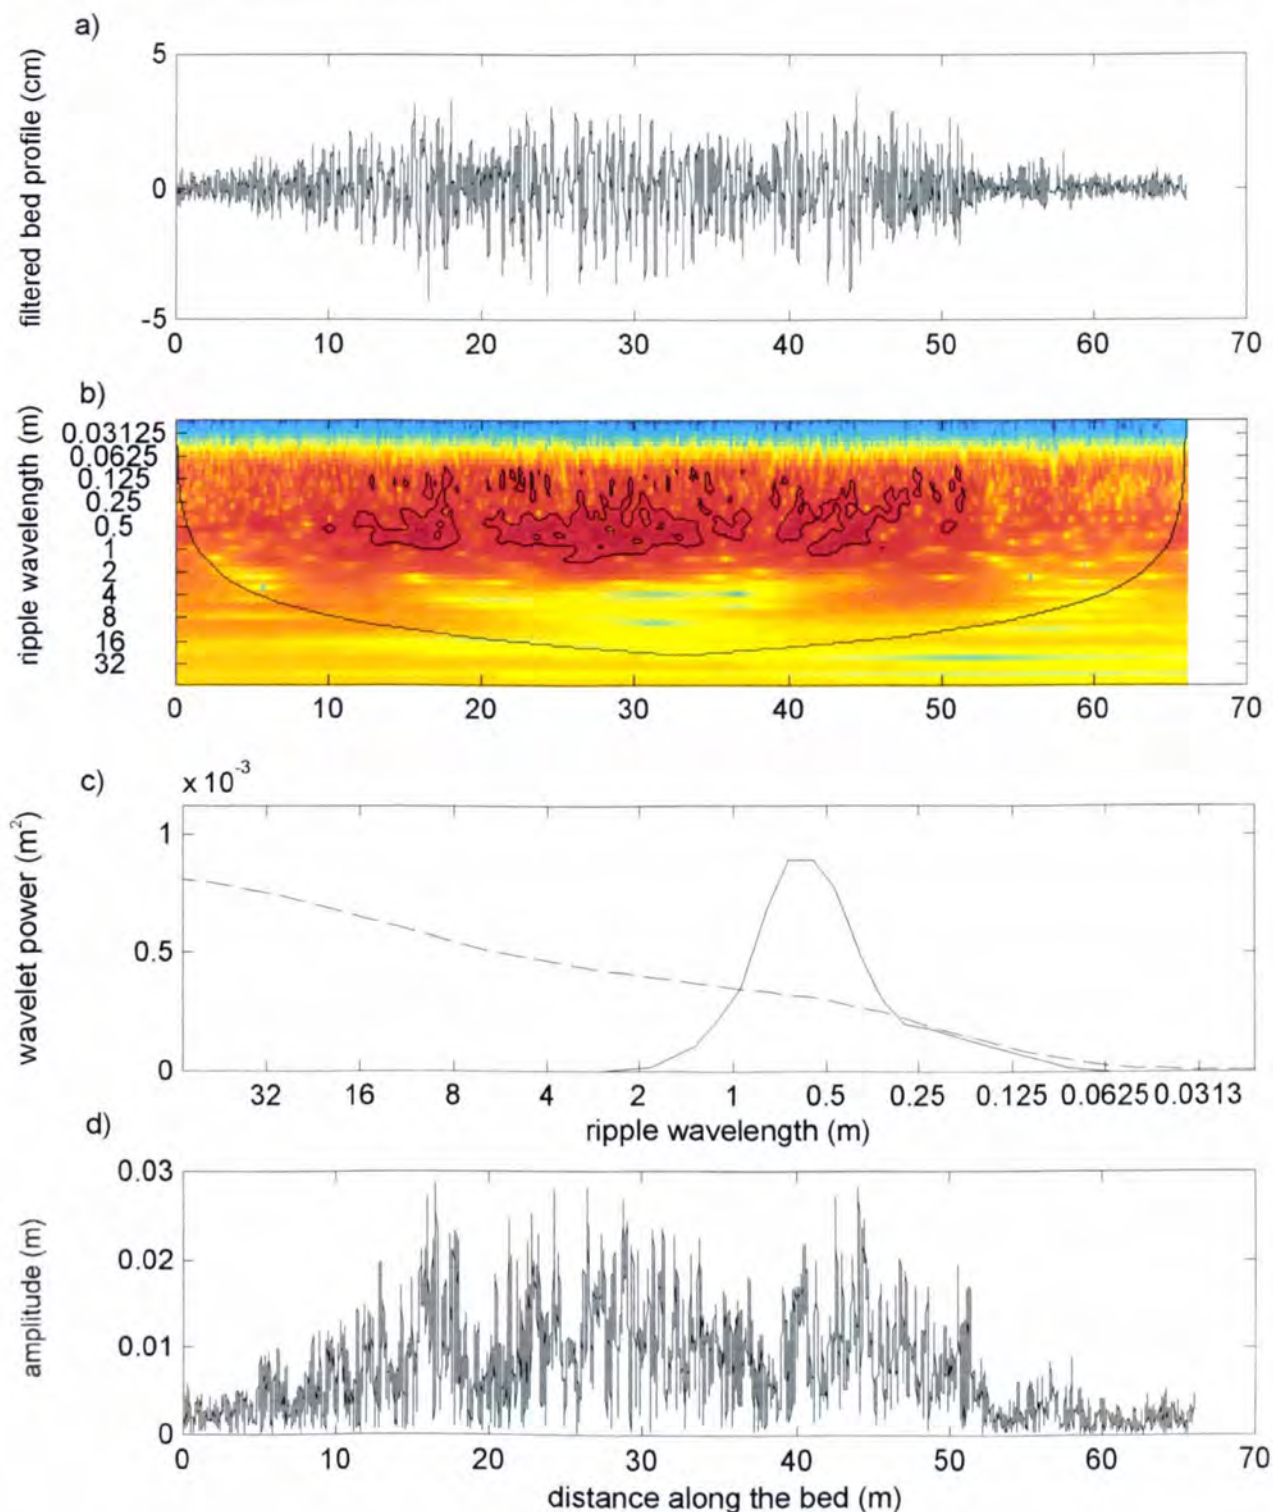 a)
filtered bed profile (cm)
5
0
-5
0 10 20 30 40 50 60 70
b)
ripple wavelength (m)
0.03125
0.0625
0.125
0.25
0.5
1
2
4
8
16
32
0 10 20 30 40 50 60 70
c)
x 10⁻³
wavelet power (m²)
1
0.5
0
32 16 8 4 2 1 0.5 0.25 0.125 0.0625 0.0313
ripple wavelength (m)
d)
amplitude (m)
0.03
0.02
0.01
0
0 10 20 30 40 50 60 70
distance along the bed (m)